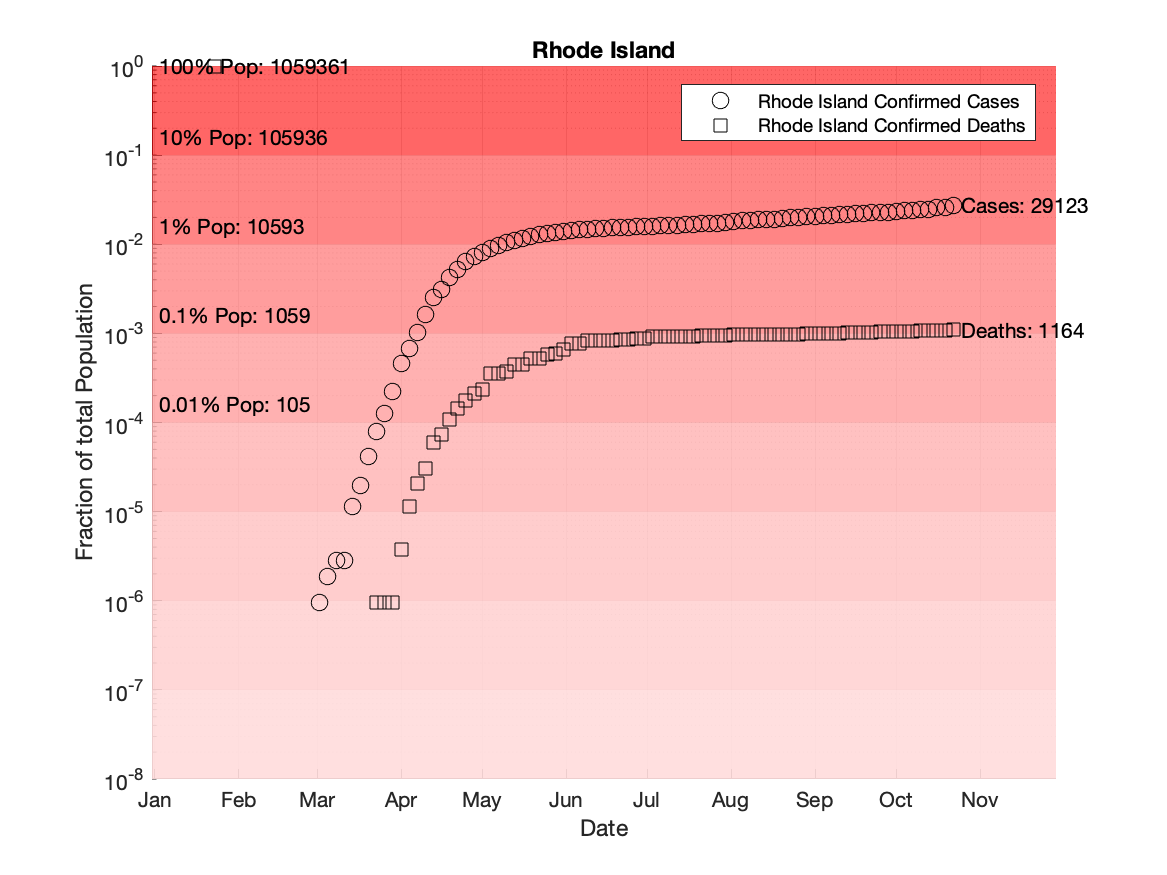 Rhode Island
10^0
100% Pop: 1059361
Rhode Island Confirmed Cases
Rhode Island Confirmed Deaths
10% Pop: 105936
10^-1
Cases: 29123
1% Pop: 10593
10^-2
0.1% Pop: 1059
Deaths: 1164
10^-3
0.01% Pop: 105
10^-4
10^-5
10^-6
10^-7
10^-8
Fraction of total Population
Jan Feb Mar Apr May Jun Jul Aug Sep Oct Nov
Date